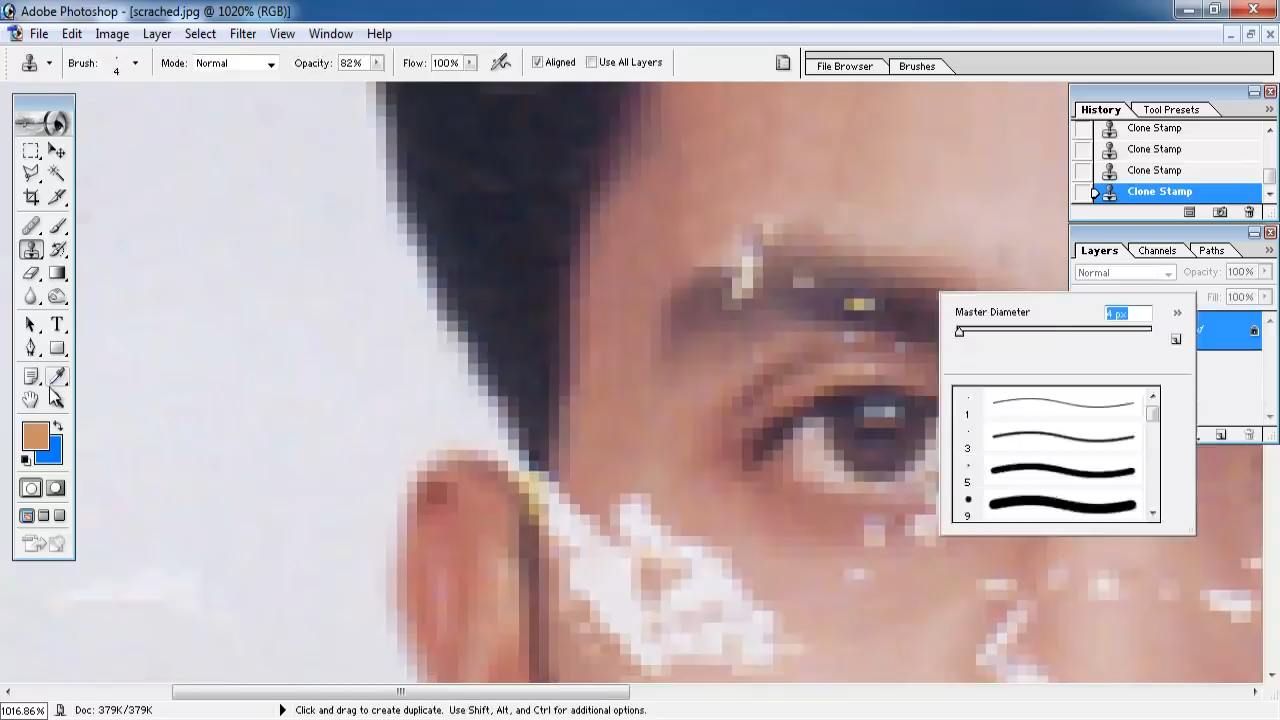 Adobe Photoshop - [scrached.jpg @ 1020% (RGB)]
File Edit Image Layer Select Filter View Window Help
Brush: 4 Mode: Normal Opacity: 82% Flow: 100% Aligned Use All Layers File Browser Brushes
History Tool Presets
Clone Stamp
Clone Stamp
Clone Stamp
Clone Stamp
Layers Channels Paths
Normal Opacity: 100%
Fill: 100%
Master Diameter 4 px
1
3
5
9
T
1016.86% Doc: 379K/379K Click and drag to create duplicate. Use Shift, Alt, and Ctrl for additional options.